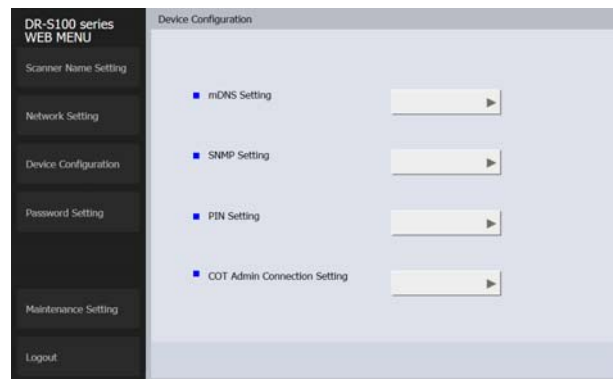 DR-S100 series
WEB MENU
Device Configuration
Scanner Name Setting
Network Setting
Device Configuration
Password Setting
Maintenance Setting
Logout
mDNS Setting
SNMP Setting
PIN Setting
COT Admin Connection Setting